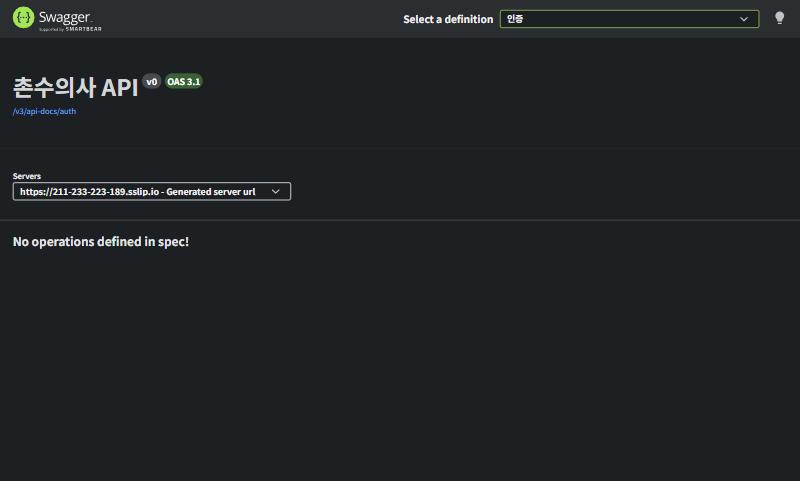 Swagger.
Supported by SMARTBEAR
Select a definition
인증
촌수의사 API v0 OAS 3.1
/v3/api-docs/auth
Servers
https://211-233-223-189.sslip.io - Generated server url
No operations defined in spec!